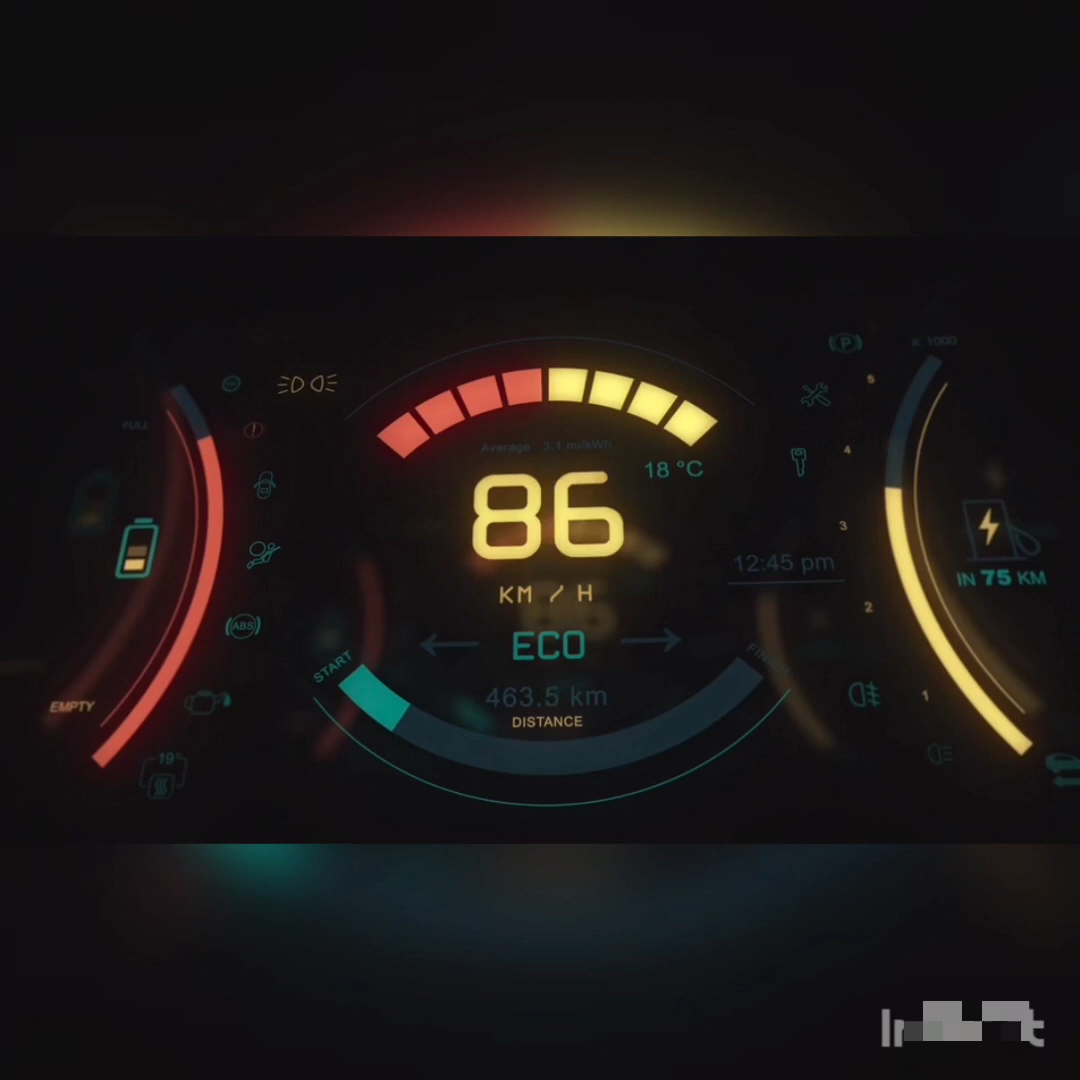 P
x 1000
5
FULL
Average 3.1 mi/kWh
4
18 °C
86
3
12:45 pm
IN 75 KM
KM / H
2
ABS
ECO
START
463.5 km
1
EMPTY
DISTANCE
19°